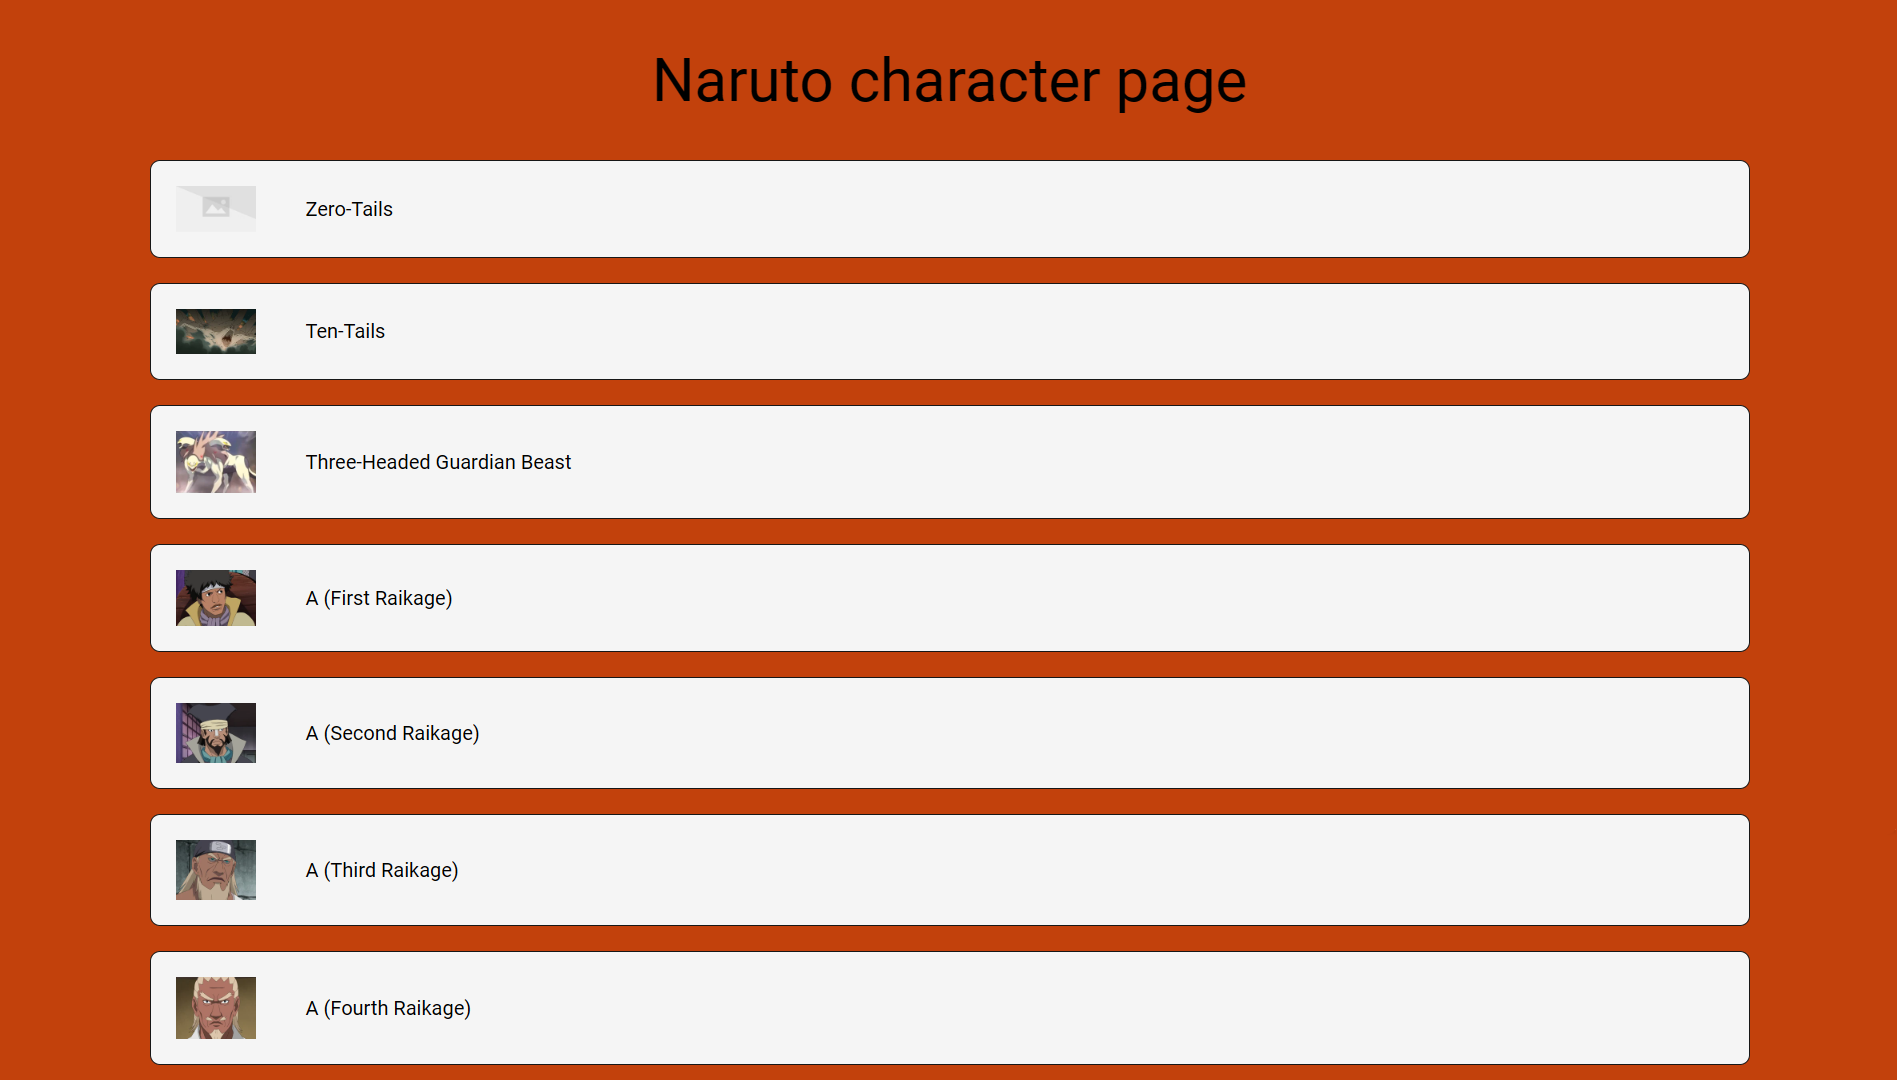 Naruto character page
Zero-Tails
Ten-Tails
Three-Headed Guardian Beast
A (First Raikage)
A (Second Raikage)
A (Third Raikage)
A (Fourth Raikage)